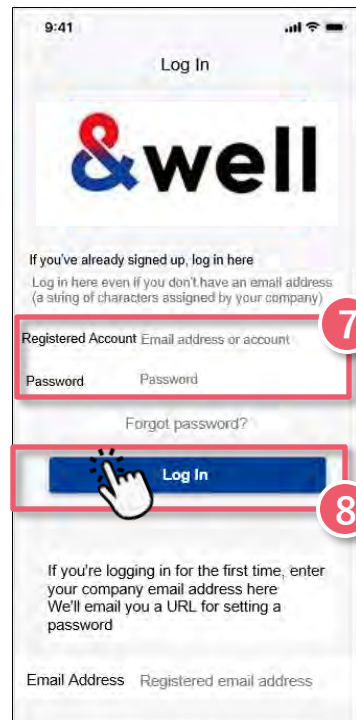 9:41
Log In
&well
If you've already signed up, log in here
Log in here even if you don't have an email address
(a string of characters assigned by your company)
7
Registered Account Email address or account
Password Password
Forgot password?
Log In
8
If you're logging in for the first time, enter
your company email address here
We'll email you a URL for setting a
password
Email Address Registered email address